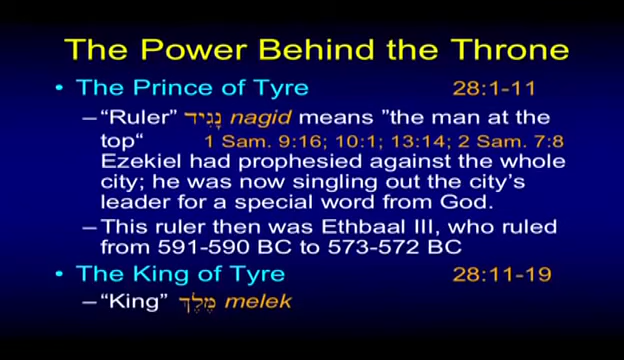 The Power Behind the Throne
• The Prince of Tyre 28:1-11
–“Ruler” נָגִיד nagid means ”the man at the
top“ 1 Sam. 9:16; 10:1; 13:14; 2 Sam. 7:8
Ezekiel had prophesied against the whole
city; he was now singling out the city’s
leader for a special word from God.
–This ruler then was Ethbaal III, who ruled
from 591-590 BC to 573-572 BC
• The King of Tyre 28:11-19
–“King” מֶלֶךְ melek